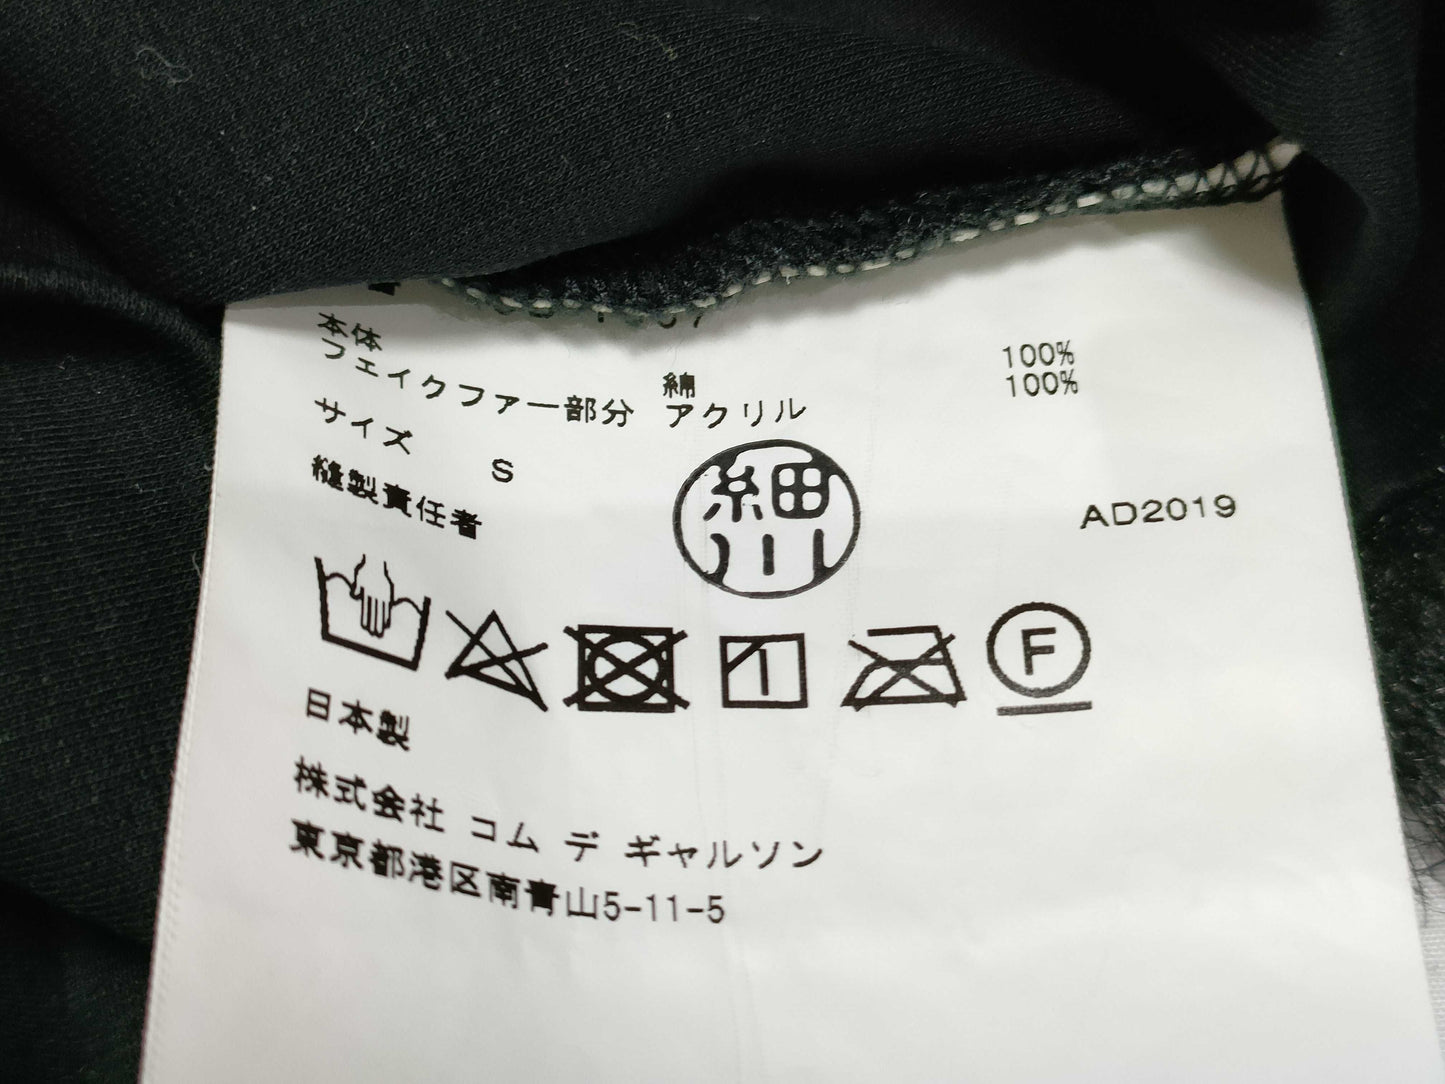 本体 綿 100%
フェイクファー部分 アクリル 100%
サイズ S
縫製責任者 細川 AD2019
F
日本製
株式会社 コム デ ギャルソン
東京都港区南青山5-11-5